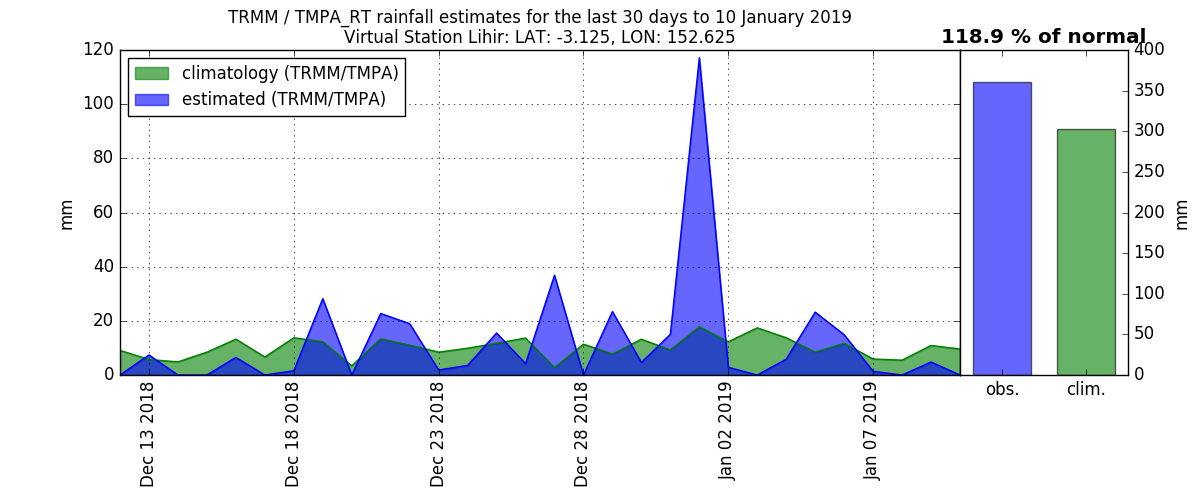 TRMM / TMPA_RT rainfall estimates for the last 30 days to 10 January 2019
Virtual Station Lihir: LAT: -3.125, LON: 152.625
118.9 % of normal
climatology (TRMM/TMPA)
estimated (TRMM/TMPA)
120
100
80
60
40
20
0
mm
Dec 13 2018
Dec 18 2018
Dec 23 2018
Dec 28 2018
Jan 02 2019
Jan 07 2019
400
350
300
250
200
150
100
50
0
mm
obs.
clim.